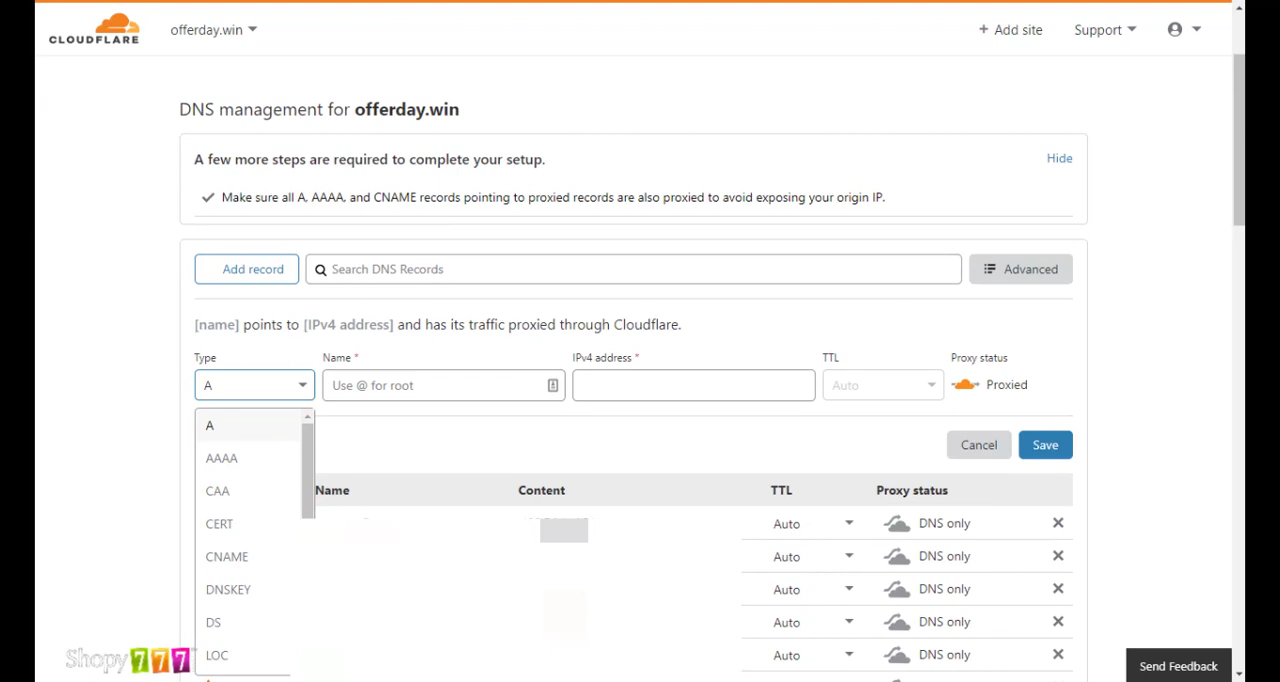 CLOUDFLARE
offerday.win
+ Add site
Support
DNS management for offerday.win
A few more steps are required to complete your setup.
Hide
Make sure all A, AAAA, and CNAME records pointing to proxied records are also proxied to avoid exposing your origin IP.
Add record
Search DNS Records
Advanced
[name] points to [IPv4 address] and has its traffic proxied through Cloudflare.
Type
Name *
IPv4 address *
TTL
Proxy status
A
Use @ for root
Auto
Proxied
A
AAAA
CAA
CERT
CNAME
DNSKEY
DS
LOC
Cancel
Save
Name
Content
TTL
Proxy status
Auto
DNS only
Auto
DNS only
Auto
DNS only
Auto
DNS only
Auto
DNS only
Shopy777
Send Feedback